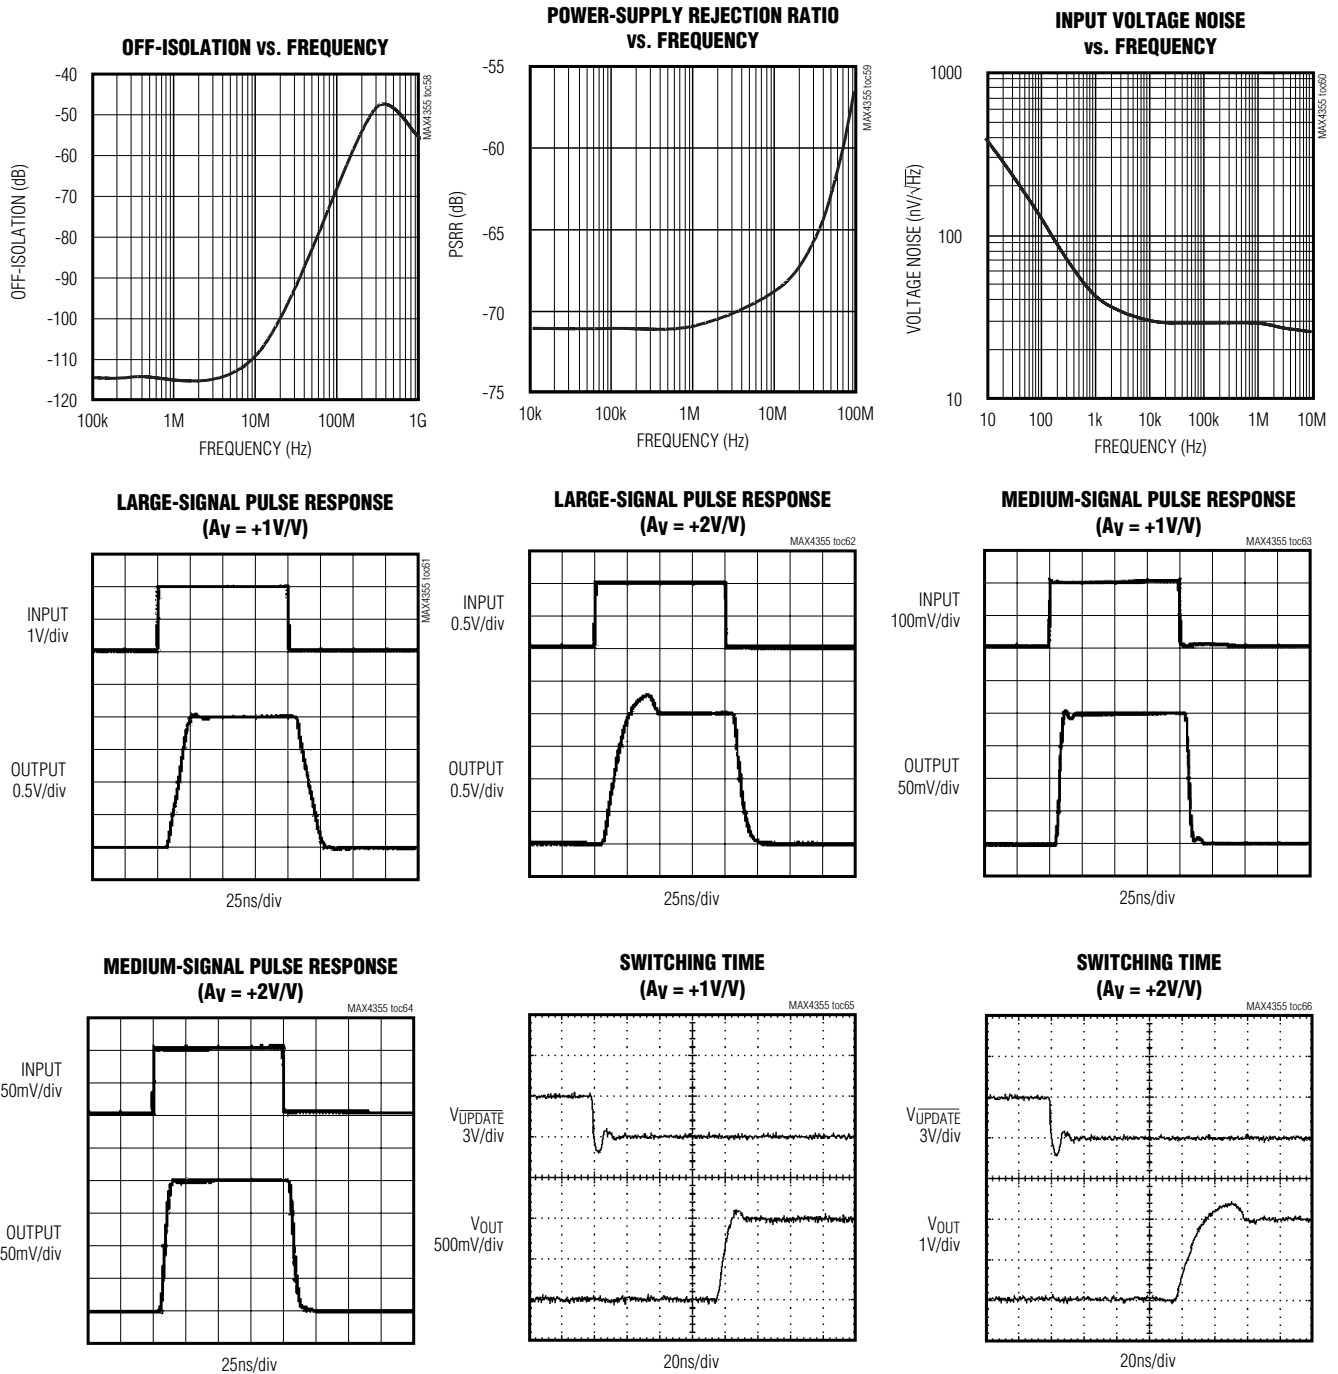 OFF-ISOLATION vs. FREQUENCY
MAX4355 toc58
OFF-ISOLATION (dB)
-40
-50
-60
-70
-80
-90
-100
-110
-120
100k 1M 10M 100M 1G
FREQUENCY (Hz)
POWER-SUPPLY REJECTION RATIO
vs. FREQUENCY
MAX4355 toc59
PSRR (dB)
-55
-60
-65
-70
-75
10k 100k 1M 10M 100M
FREQUENCY (Hz)
INPUT VOLTAGE NOISE
vs. FREQUENCY
MAX4355 toc60
VOLTAGE NOISE (nV/√Hz)
1000
100
10
10 100 1k 10k 100k 1M 10M
FREQUENCY (Hz)
LARGE-SIGNAL PULSE RESPONSE
(AV = +1V/V)
MAX4355 toc61
INPUT
1V/div
OUTPUT
0.5V/div
25ns/div
LARGE-SIGNAL PULSE RESPONSE
(AV = +2V/V)
MAX4355 toc62
INPUT
0.5V/div
OUTPUT
0.5V/div
25ns/div
MEDIUM-SIGNAL PULSE RESPONSE
(AV = +1V/V)
MAX4355 toc63
INPUT
100mV/div
OUTPUT
50mV/div
25ns/div
MEDIUM-SIGNAL PULSE RESPONSE
(AV = +2V/V)
MAX4355 toc64
INPUT
50mV/div
OUTPUT
50mV/div
25ns/div
SWITCHING TIME
(AV = +1V/V)
MAX4355 toc65
VUPDATE
3V/div
VOUT
500mV/div
20ns/div
SWITCHING TIME
(AV = +2V/V)
MAX4355 toc66
VUPDATE
3V/div
VOUT
1V/div
20ns/div